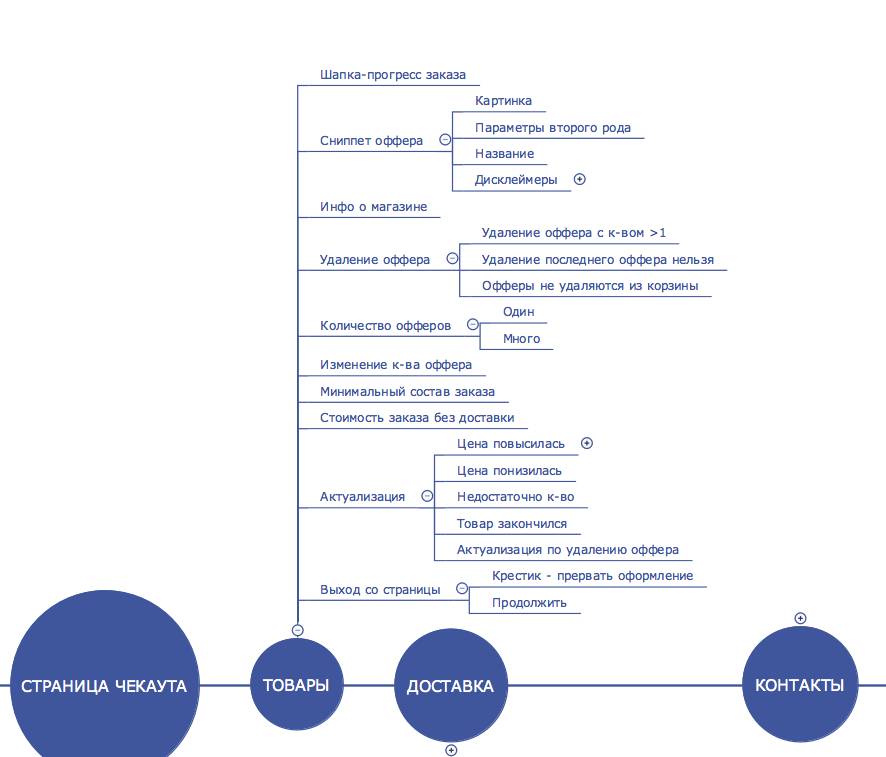 Шапка-прогресс заказа
Сниппет оффера
Картинка
Параметры второго рода
Название
Дисклеймеры
Инфо о магазине
Удаление оффера
Удаление оффера с к-вом >1
Удаление последнего оффера нельзя
Офферы не удаляются из корзины
Количество офферов
Один
Много
Изменение к-ва оффера
Минимальный состав заказа
Стоимость заказа без доставки
Актуализация
Цена повысилась
Цена понизилась
Недостаточно к-во
Товар закончился
Актуализация по удалению оффера
Выход со страницы
Крестик - прервать оформление
Продолжить
СТРАНИЦА ЧЕКАУТА
ТОВАРЫ
ДОСТАВКА
КОНТАКТЫ